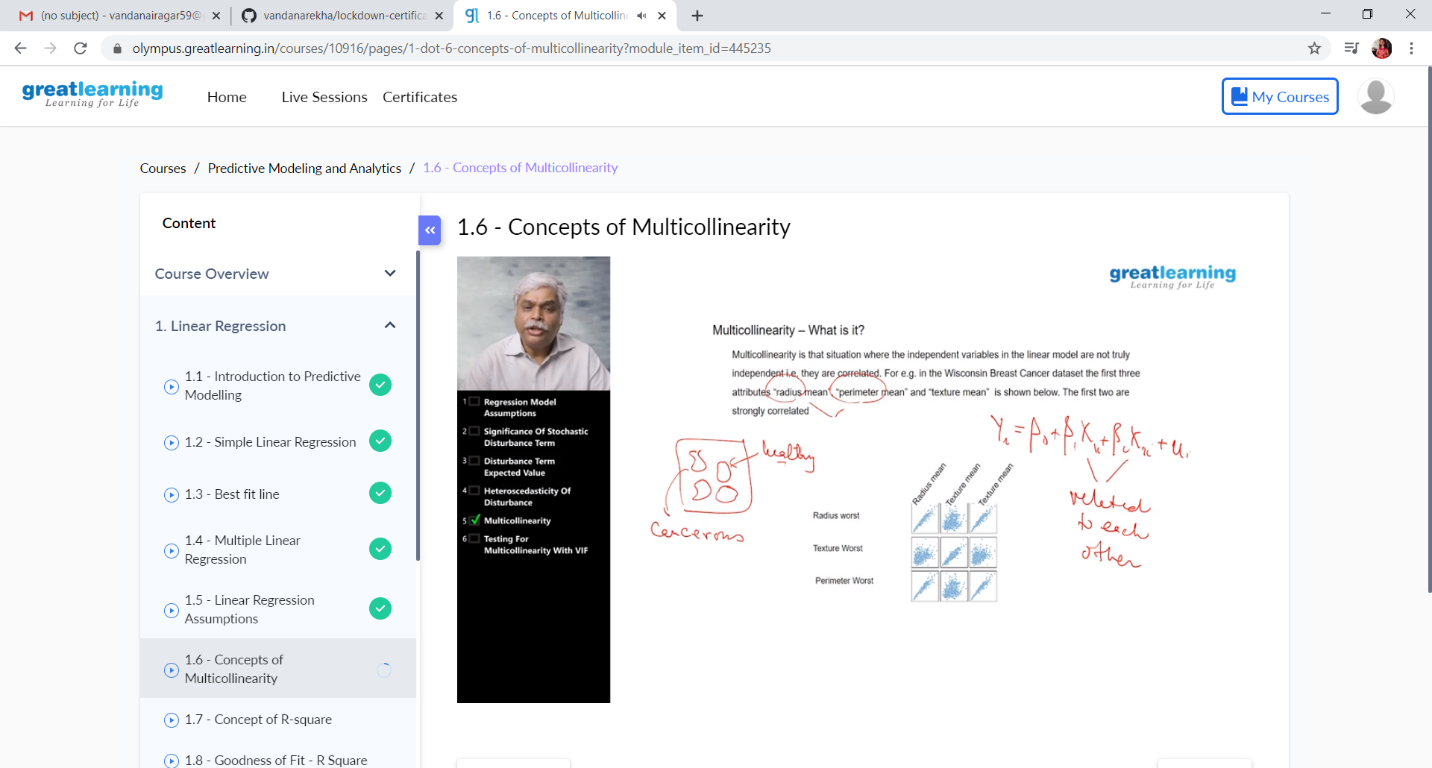 (no subject) - vandanairagar59@
vandanarekha/lockdown-certifica
1.6 - Concepts of Multicollin
olympus.greatlearning.in/courses/10916/pages/1-dot-6-concepts-of-multicollinearity?module_item_id=445235
greatlearning
Learning for Life
Home
Live Sessions
Certificates
My Courses
Courses / Predictive Modeling and Analytics / 1.6 - Concepts of Multicollinearity
Content
Course Overview
1. Linear Regression
1.1 - Introduction to Predictive
Modelling
1.2 - Simple Linear Regression
1.3 - Best fit line
1.4 - Multiple Linear
Regression
1.5 - Linear Regression
Assumptions
1.6 - Concepts of
Multicollinearity
1.7 - Concept of R-square
1.8 - Goodness of Fit - R Square
1.6 - Concepts of Multicollinearity
1 Regression Model
Assumptions
2 Significance Of Stochastic
Disturbance Term
3 Disturbance Term
Expected Value
4 Heteroscedasticity Of
Disturbance
5 Multicollinearity
6 Testing For
Multicollinearity With VIF
greatlearning
Learning for Life
Multicollinearity – What is it?
Multicollinearity is that situation where the independent variables in the linear model are not truly
independent i.e. they are correlated. For e.g. in the Wisconsin Breast Cancer dataset the first three
attributes "radius mean", "perimeter mean" and "texture mean" is shown below. The first two are
strongly correlated
healthy
related
to each
other
Radius mean
Texture mean
Texture mean
Radius worst
Texture Worst
Perimeter Worst